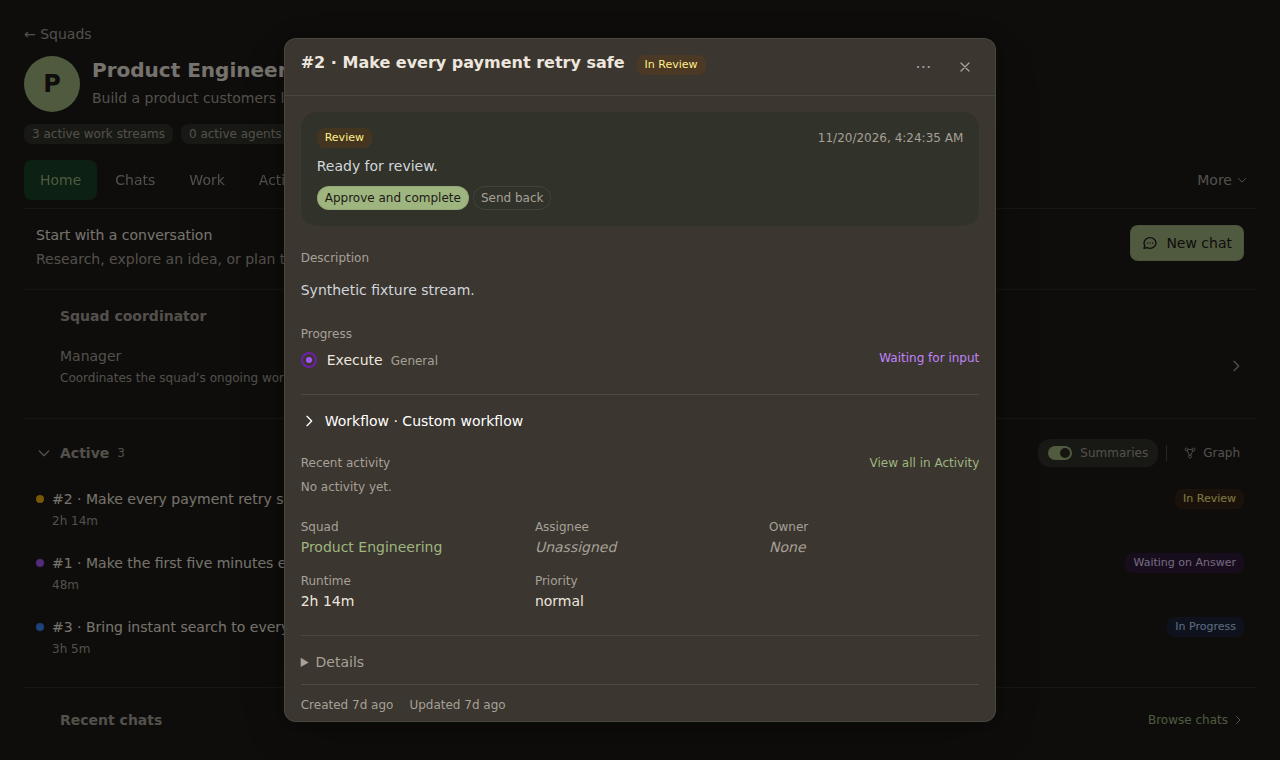 ← Squads
P
Product Engineer
Build a product customers l
3 active work streams
0 active agents
Home
Chats
Work
Acti
More
Start with a conversation
Research, explore an idea, or plan t
New chat
Squad coordinator
Manager
Coordinates the squad's ongoing wor
Active 3
Summaries
Graph
#2 · Make every payment retry s
2h 14m
In Review
#1 · Make the first five minutes e
48m
Waiting on Answer
#3 · Bring instant search to every
3h 5m
In Progress
Recent chats
Browse chats
#2 · Make every payment retry safe
In Review
Review
11/20/2026, 4:24:35 AM
Ready for review.
Approve and complete
Send back
Description
Synthetic fixture stream.
Progress
Execute General
Waiting for input
Workflow · Custom workflow
Recent activity
View all in Activity
No activity yet.
Squad
Assignee
Owner
Product Engineering
Unassigned
None
Runtime
Priority
2h 14m
normal
Details
Created 7d ago
Updated 7d ago